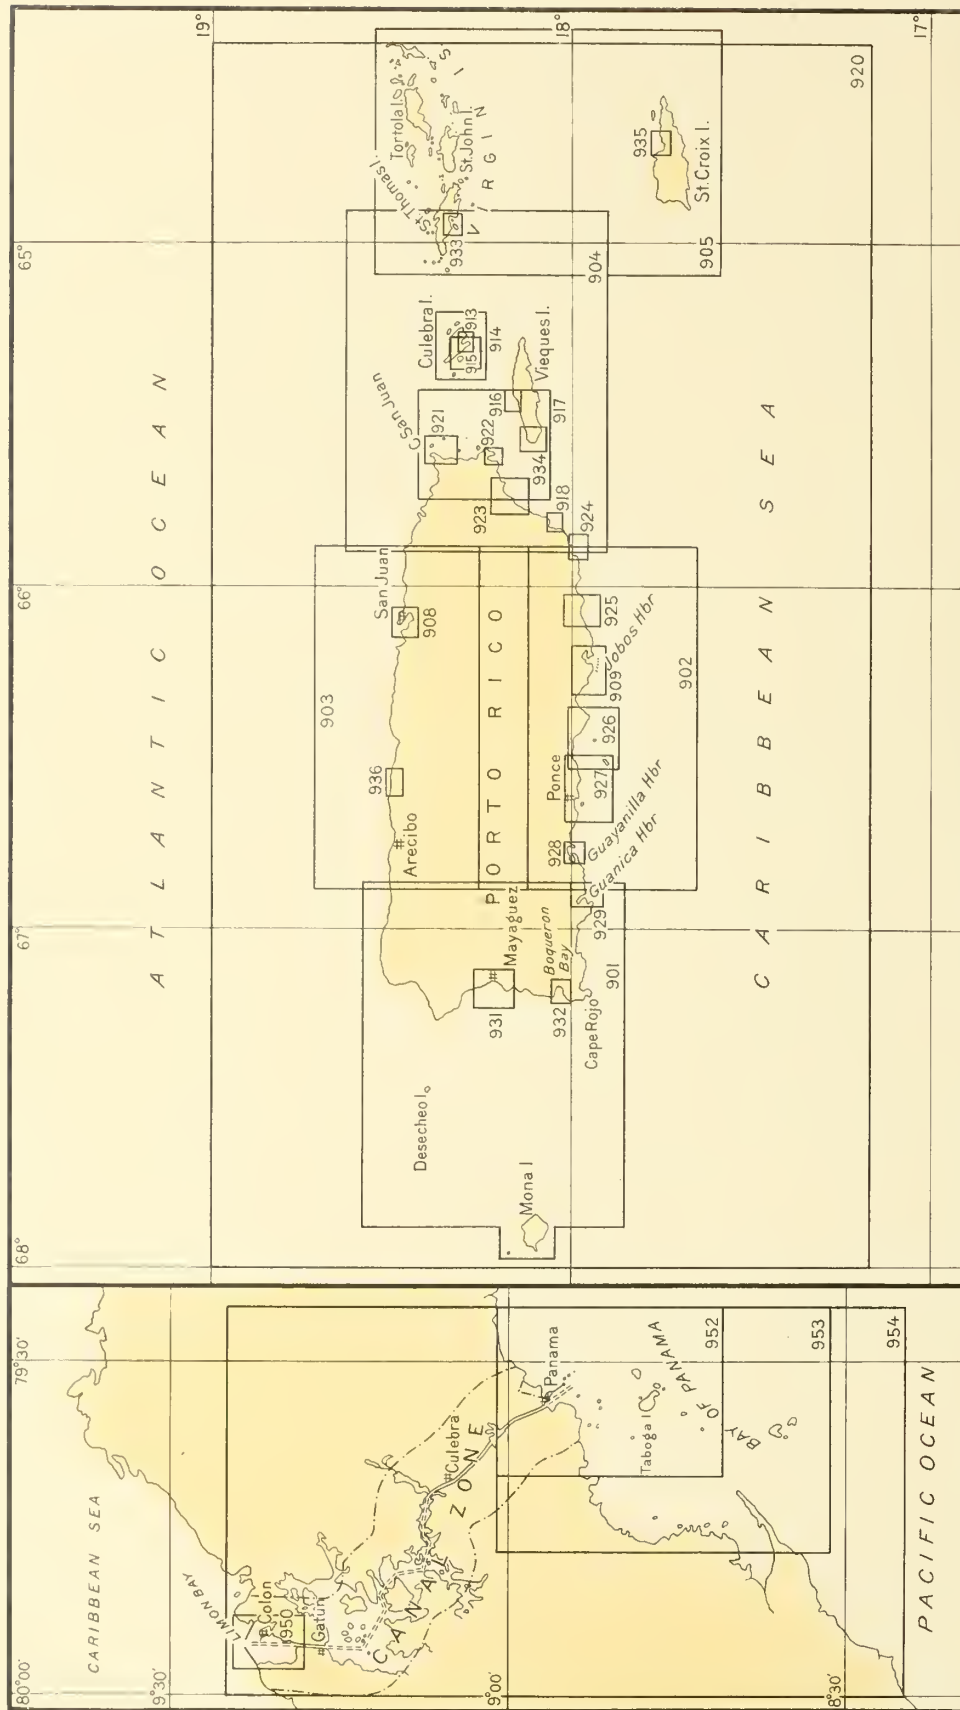 80°00'
79°30'
CARIBBEAN SEA
9°30'
LIMON BAY
Colon
950
Gatun
CANAL ZONE
Culebra
9°00'
Panama
Taboga I
BAY OF PANAMA
952
953
8°30'
954
PACIFIC OCEAN
68°
67°
66°
65°
19°
ATLANTIC OCEAN
903
936
Arecibo
San Juan
908
C San Juan
921
922
923
Culebra I.
913
915
914
916
917
934
Vieques I.
918
924
St Thomas I.
Tortola I.
St. John I.
VIRGIN IS
933
904
905
Desecheo I.
Mona I
931
Mayaguez
PORTO RICO
Boqueron
Bay
932
Cape Rojo
901
929
Guanica Hbr
928
Guayanilla Hbr
Ponce
927
926
909
Jobos Hbr
925
902
18°
935
St. Croix I.
CARIBBEAN SEA
920
17°